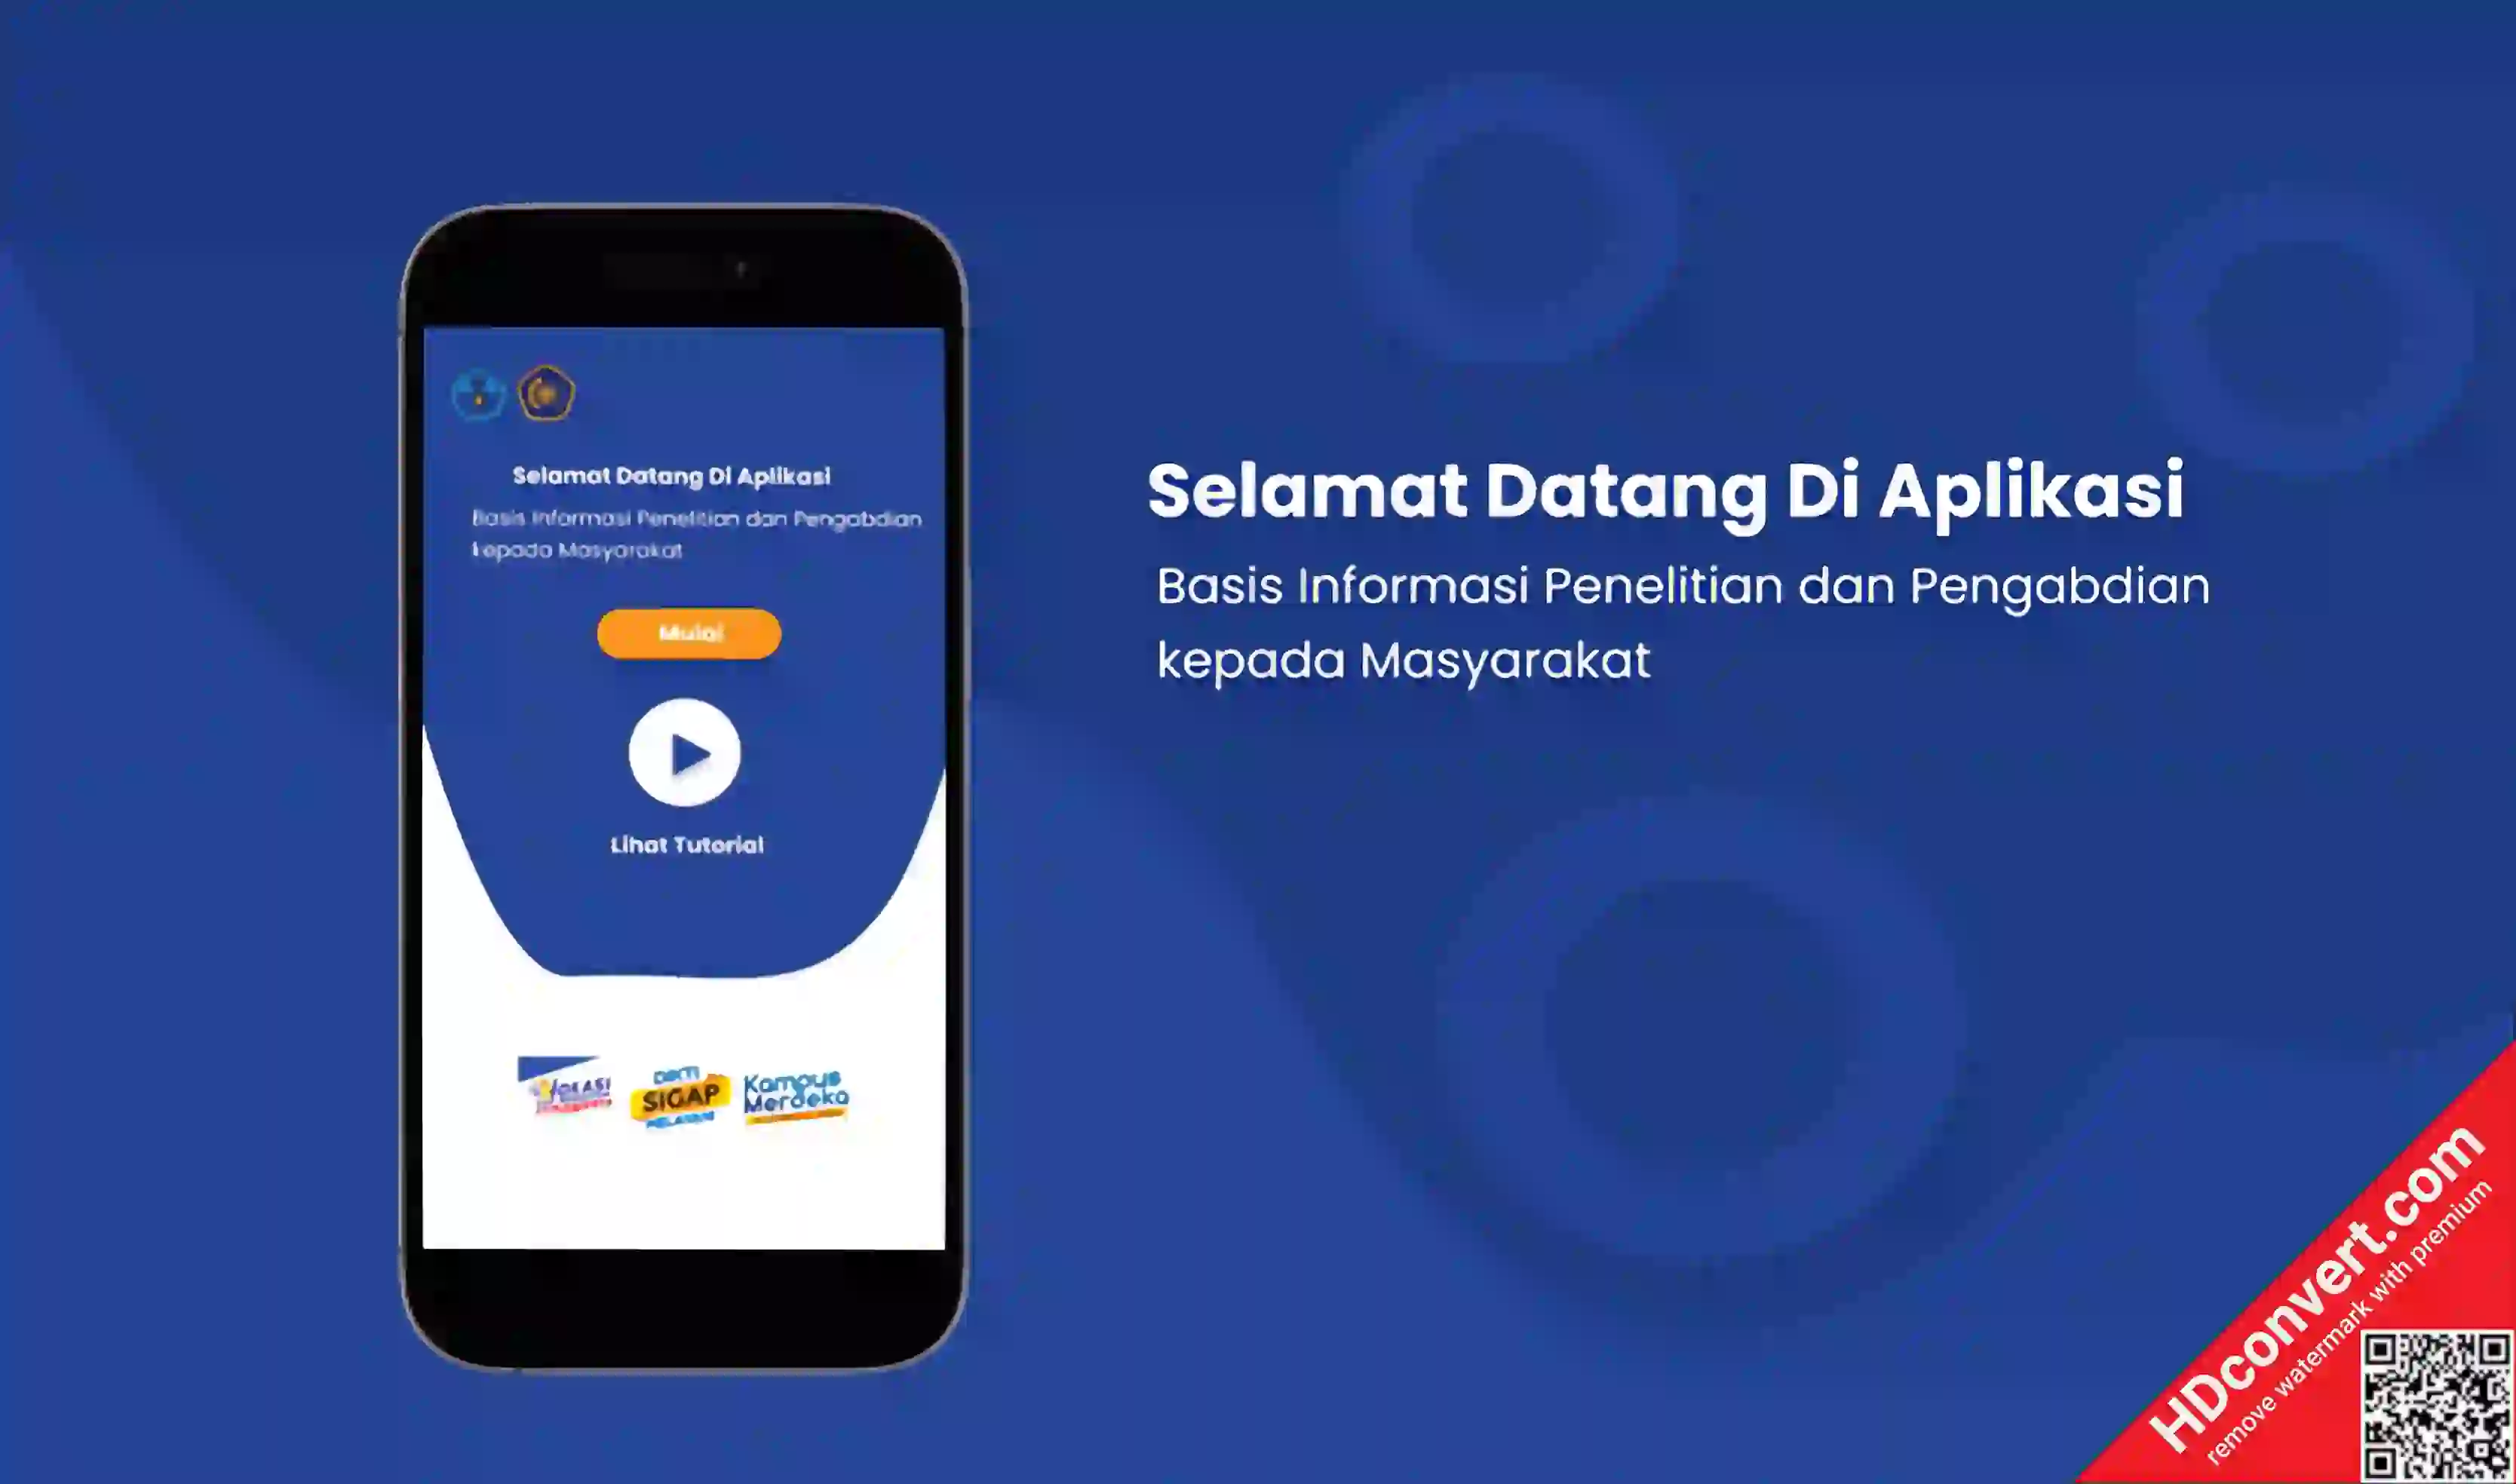 Selamat Datang Di Aplikasi
Basis Informasi Penelitian dan Pengabdian
kepada Masyarakat
Mulai
Lihat Tutorial
SIGAP
Kampus
Merdeka
Selamat Datang Di Aplikasi
Basis Informasi Penelitian dan Pengabdian
kepada Masyarakat
HDconvert.com
remove watermark with premium